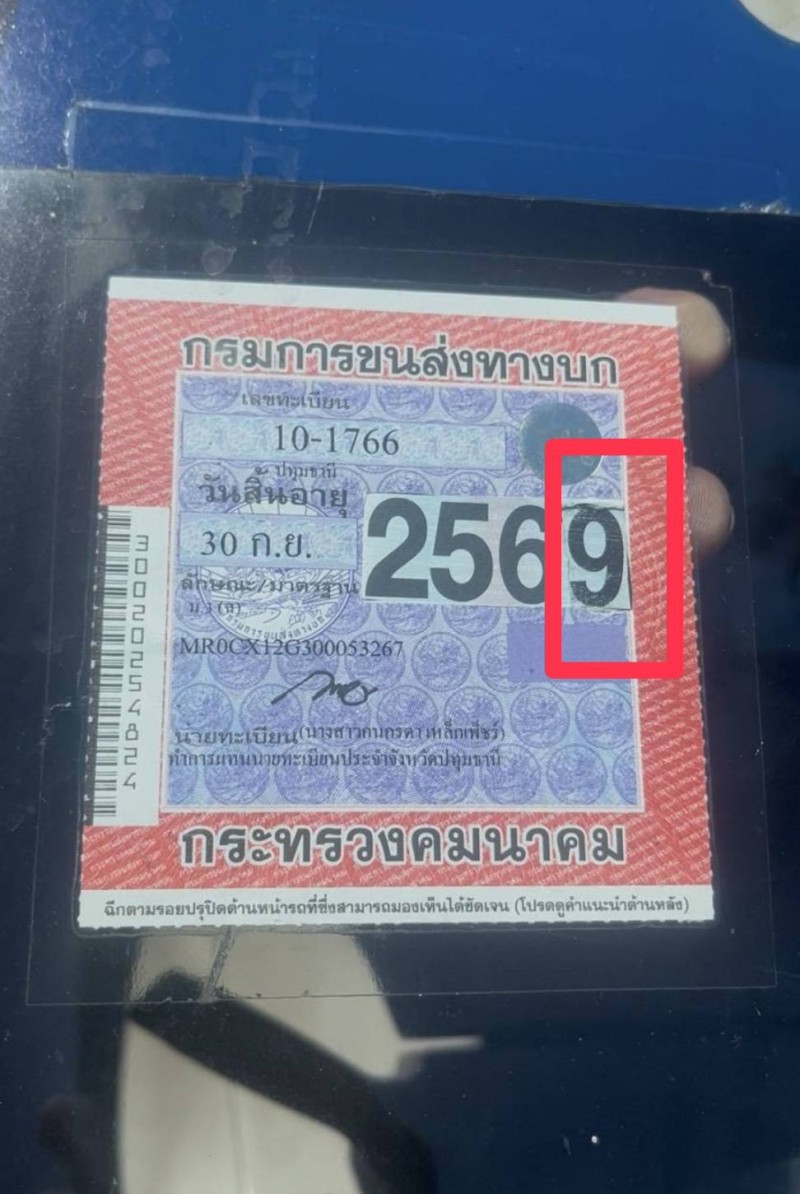 กรมการขนส่งทางบก
เลขทะเบียน
10-1766
ปทุมธานี
วันสิ้นอายุ
30 ก.ย.
2569
ลักษณะ/มาตรฐาน
MR0CX12G300053267
นายทะเบียน
ทำการแทนนายทะเบียนประจำจังหวัดปทุมธานี
30020254824
กระทรวงคมนาคม
ฉีกตามรอยปรุปิดด้านหน้ารถที่ซึ่งสามารถมองเห็นได้ชัดเจน (โปรดดูคำแนะนำด้านหลัง)